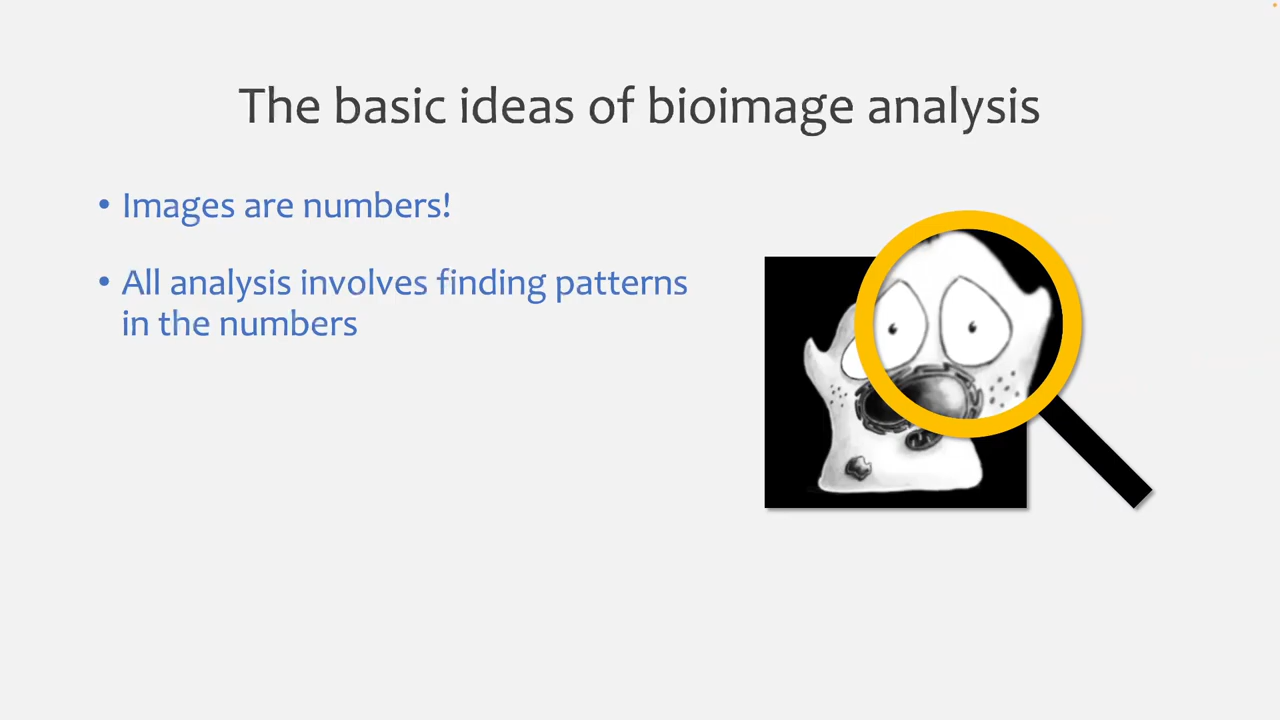 The basic ideas of bioimage analysis
• Images are numbers!
• All analysis involves finding patterns
in the numbers